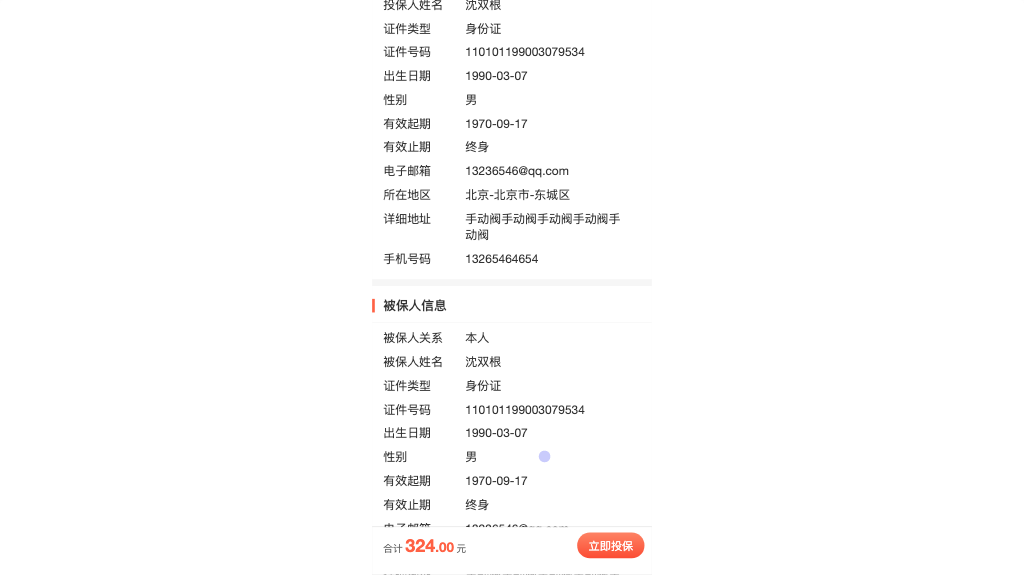 投保人姓名 沈双根
证件类型 身份证
证件号码 110101199003079534
出生日期 1990-03-07
性别 男
有效起期 1970-09-17
有效止期 终身
电子邮箱 13236546@qq.com
所在地区 北京-北京市-东城区
详细地址 手动阀手动阀手动阀手动阀手
动阀
手机号码 13265464654
被保人信息
被保人关系 本人
被保人姓名 沈双根
证件类型 身份证
证件号码 110101199003079534
出生日期 1990-03-07
性别 男
有效起期 1970-09-17
有效止期 终身
电子邮箱 13236546@qq.com
合计 324.00 元 立即投保